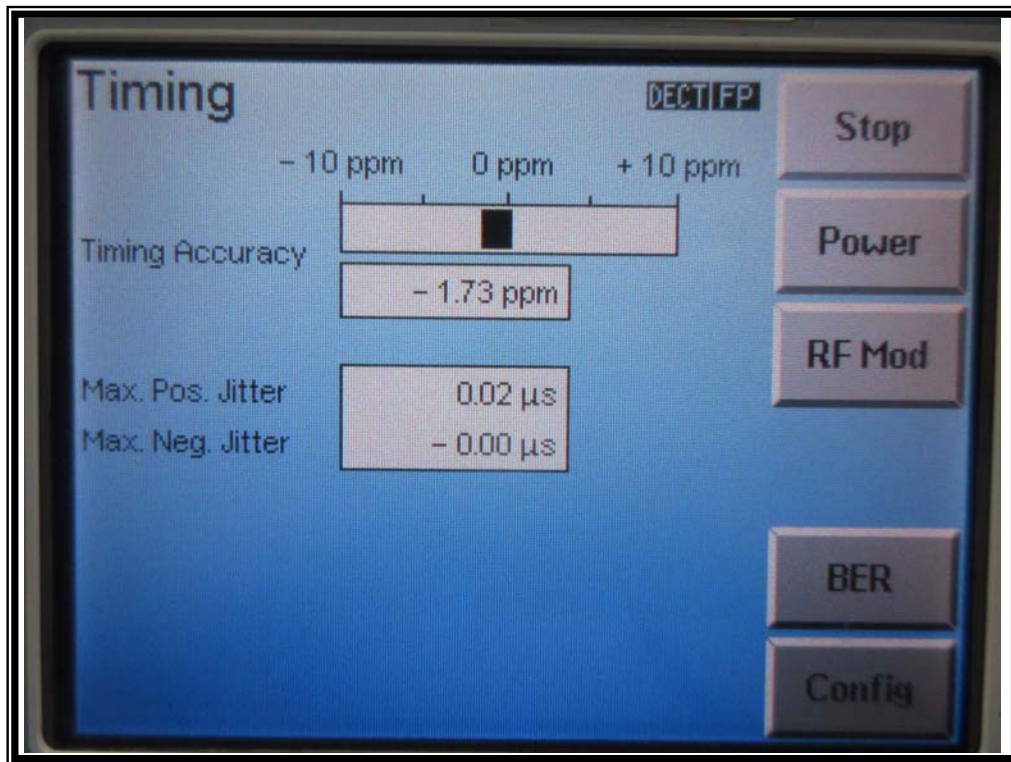 Timing
DECT FP
– 10 ppm 0 ppm + 10 ppm
Timing Accuracy
– 1.73 ppm
Max. Pos. Jitter 0.02 µs
Max. Neg. Jitter – 0.00 µs
Stop
Power
RF Mod
BER
Config